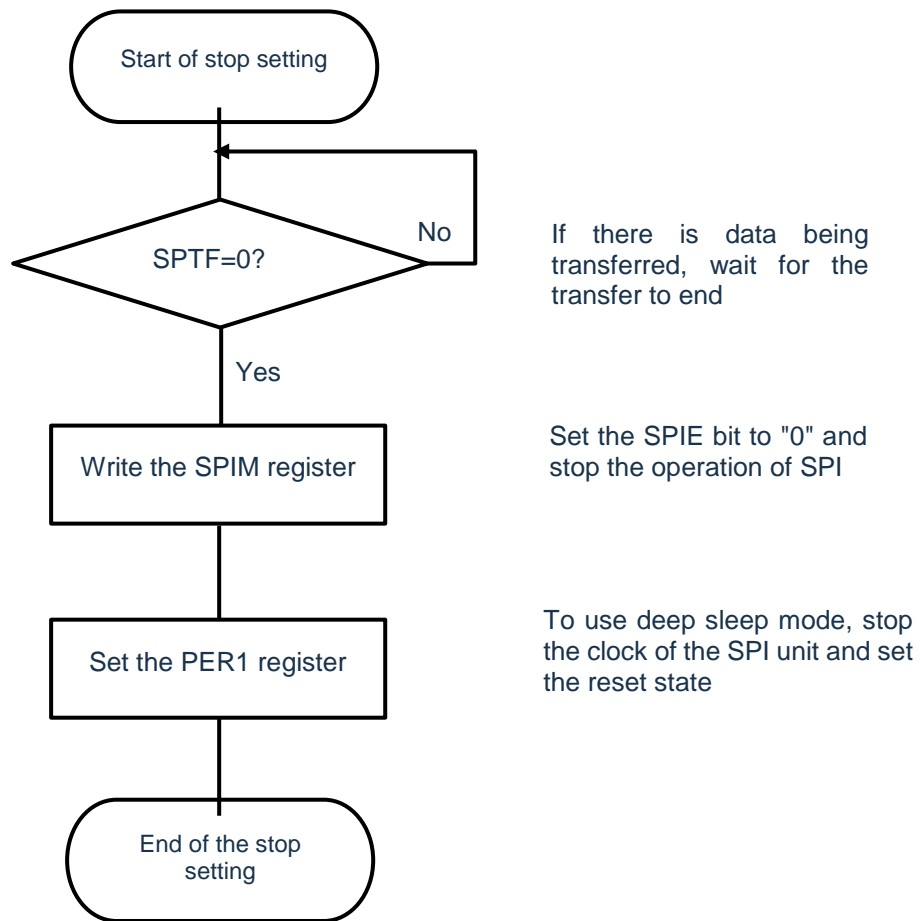 Start of stop setting
No
SPTF=0?
If there is data being
transferred, wait for the
transfer to end
Yes
Write the SPIM register
Set the SPIE bit to "0" and
stop the operation of SPI
Set the PER1 register
To use deep sleep mode, stop
the clock of the SPI unit and set
the reset state
End of the stop
setting